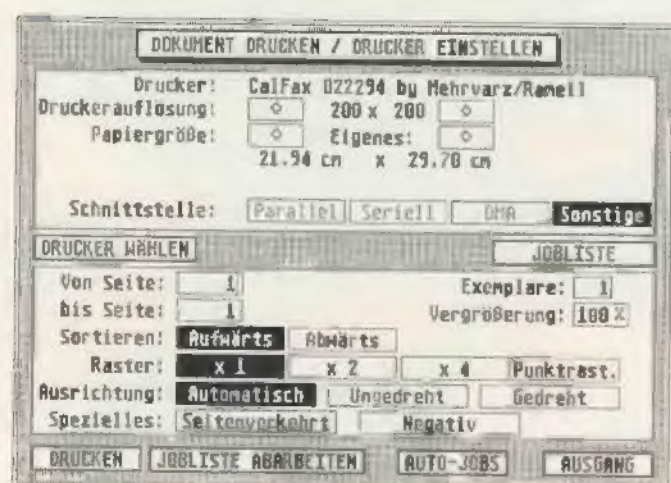 DOKUMENT DRUCKEN / DRUCKER EINSTELLEN
Drucker: CalFax 022294 by Mehrvarz/Ramell
Druckerauflösung: ◇ 200 x 200 ◇
Papiergröße: ◇ Eigenes: ◇
21.94 cm x 29.70 cm
Schnittstelle: Parallel Seriell DMA Sonstige
DRUCKER WÄHLEN JOBLISTE
Von Seite: 1 Exemplare: 1
bis Seite: 1 Vergrößerung: 100 %
Sortieren: Aufwärts Abwärts
Raster: x 1 x 2 x 4 Punktrast.
Ausrichtung: Automatisch Ungedreht Gedreht
Spezielles: Seitenverkehrt Negativ
DRUCKEN JOBLISTE ABARBEITEN AUTO-JOBS AUSGANG